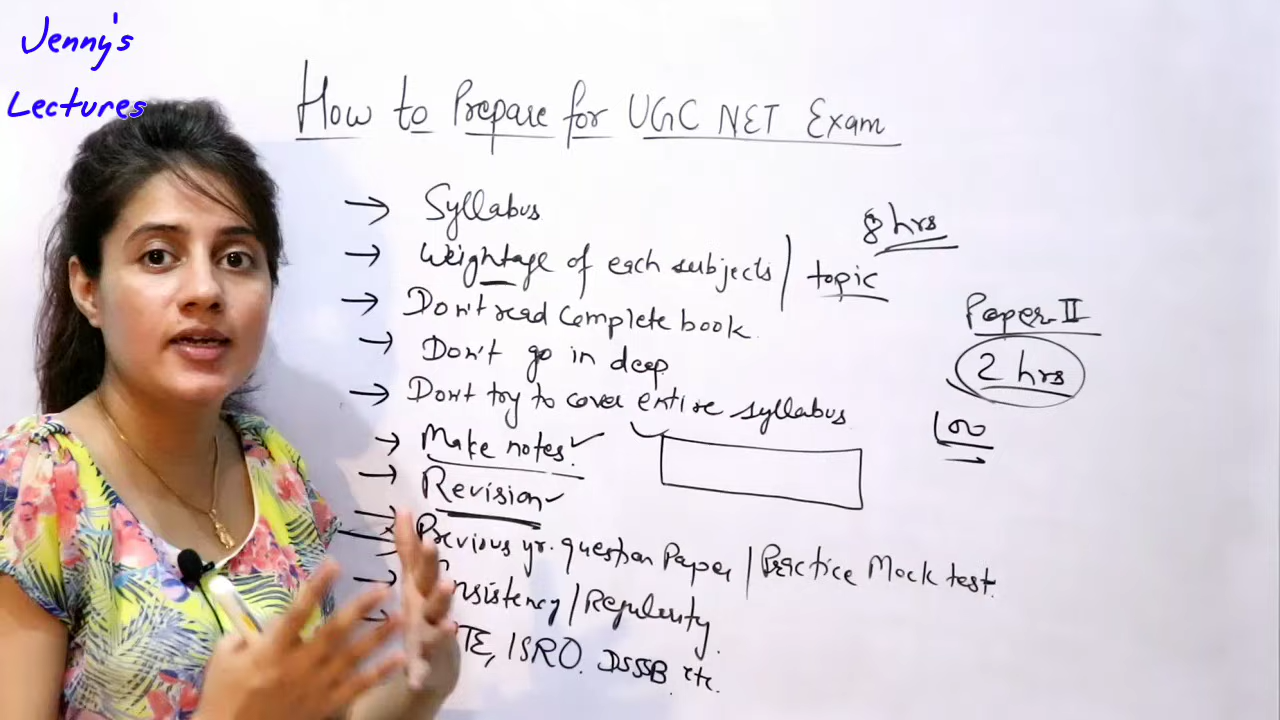 Jenny's
Lectures
How to Prepare for UGC NET Exam
→ Syllabus
8 hrs
→ Weightage of each subjects / topic
→ Don't read complete book.
Paper II
→ Don't go in deep
2 hrs
→ Don't try to cover entire syllabus
100
→ Make notes. ✓
→ Revision ✓
→ Previous yr. question Paper / Practice Mock test.
→ / Regularity.
ISRO. DSSSB etc.